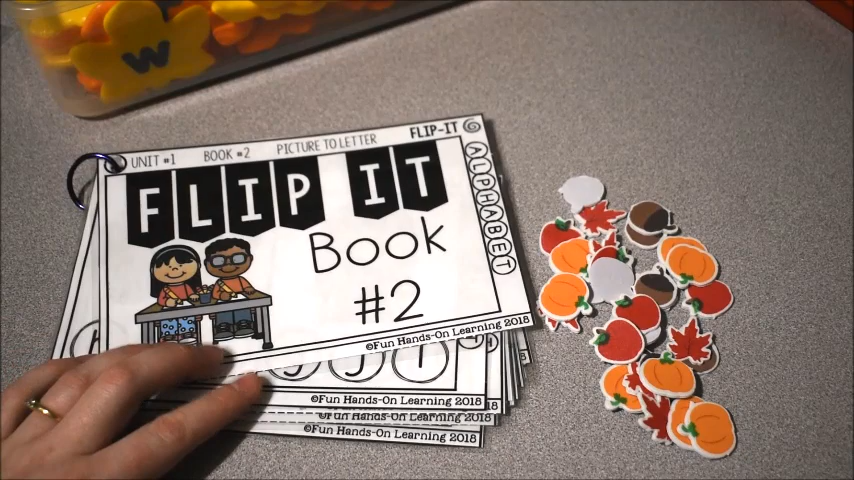 W
UNIT #1 BOOK #2 PICTURE TO LETTER FLIP-IT
ALPHABET
FLIP IT
Book
#2
©Fun Hands-On Learning 2018
©Fun Hands-On Learning 2018
©Fun Hands-On Learning 2018
©Fun Hands-On Learning 2018